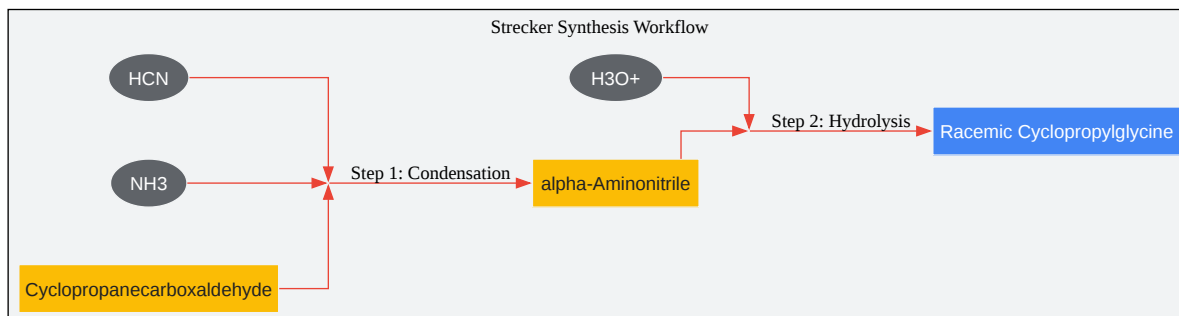 Strecker Synthesis Workflow
HCN
H3O+
Step 2: Hydrolysis
Racemic Cyclopropylglycine
NH3
Step 1: Condensation
alpha-Aminonitrile
Cyclopropanecarboxaldehyde